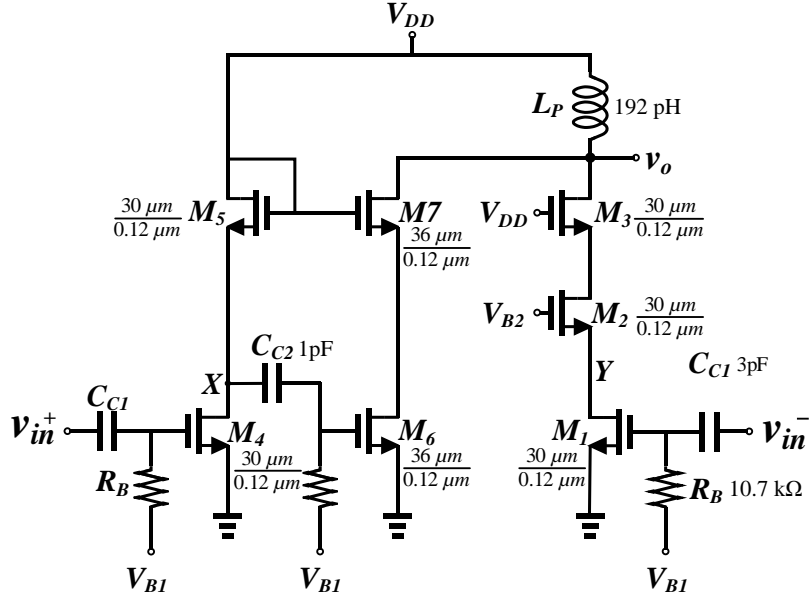 V_DD
L_P 192 pH
v_o
30 µm
0.12 µm
M_5
M7
36 µm
0.12 µm
V_DD
M_3
30 µm
0.12 µm
V_B2
M_2
30 µm
0.12 µm
C_C2 1pF
X
Y
C_C1 3pF
C_C1
v_in^+
M_4
30 µm
0.12 µm
M_6
36 µm
0.12 µm
M_1
30 µm
0.12 µm
v_in^-
R_B
R_B 10.7 kΩ
V_B1
V_B1
V_B1